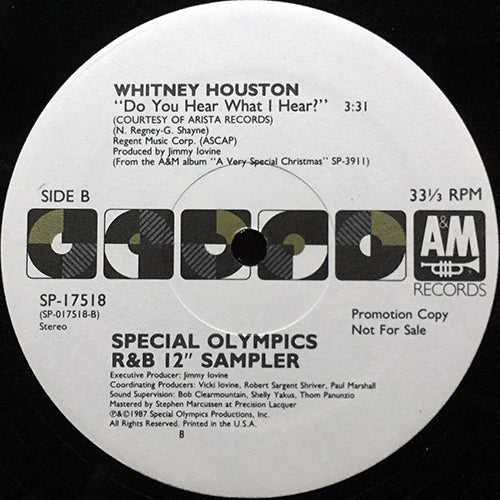 WHITNEY HOUSTON
"Do You Hear What I Hear?" 3:31
(COURTESY OF ARISTA RECORDS)
(N. Regney-G. Shayne)
Regent Music Corp. (ASCAP)
Produced by Jimmy Iovine
(From the A&M album "A Very Special Christmas" SP-3911)
SIDE B
33⅓ RPM
A&M
RECORDS
SP-17518
(SP-017518-B)
Stereo
Promotion Copy
Not For Sale
SPECIAL OLYMPICS
R&B 12" SAMPLER
Executive Producer: Jimmy Iovine
Coordinating Producers: Vicki Iovine, Robert Sargent Shriver, Paul Marshall
Sound Supervision: Bob Clearmountain, Shelly Yakus, Thom Panunzio
Mastered by Stephen Marcussen at Precision Lacquer
℗&©1987 Special Olympics Productions, Inc.
All Rights Reserved. Printed in the U.S.A.
B